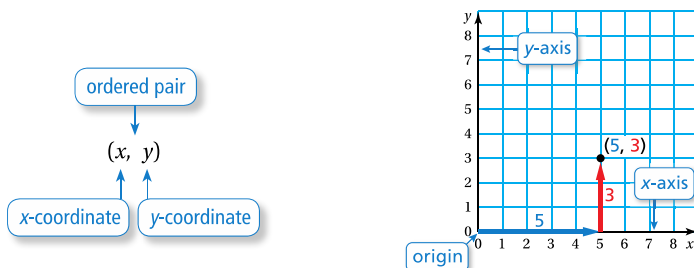 ordered pair
(x, y)
x-coordinate
y-coordinate
y
8
7
6
5
4
3
2
1
0
y-axis
(5, 3)
x-axis
3
5
origin
0 1 2 3 4 5 6 7 8 x